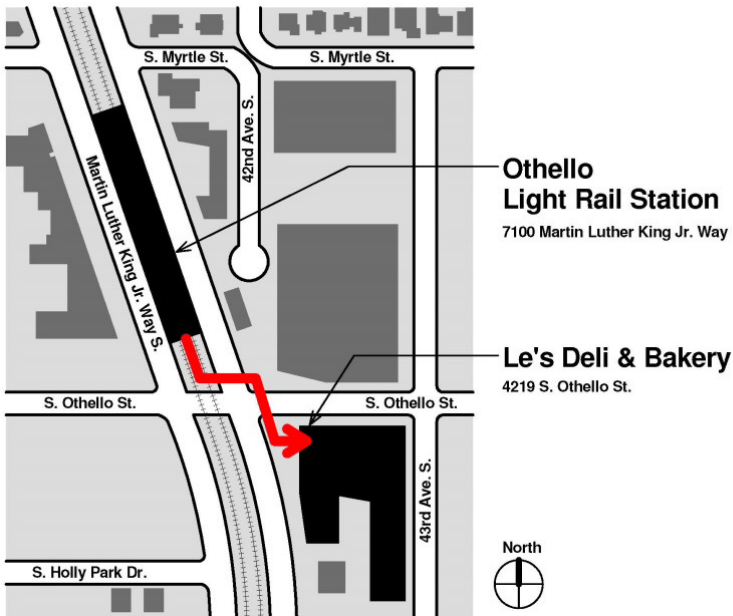 S. Myrtle St.
S. Myrtle St.
42nd Ave. S.
Othello
Light Rail Station
7100 Martin Luther King Jr. Way
Martin Luther King Jr. Way S.
Le's Deli & Bakery
4219 S. Othello St.
S. Othello St.
S. Othello St.
43rd Ave. S.
North
S. Holly Park Dr.